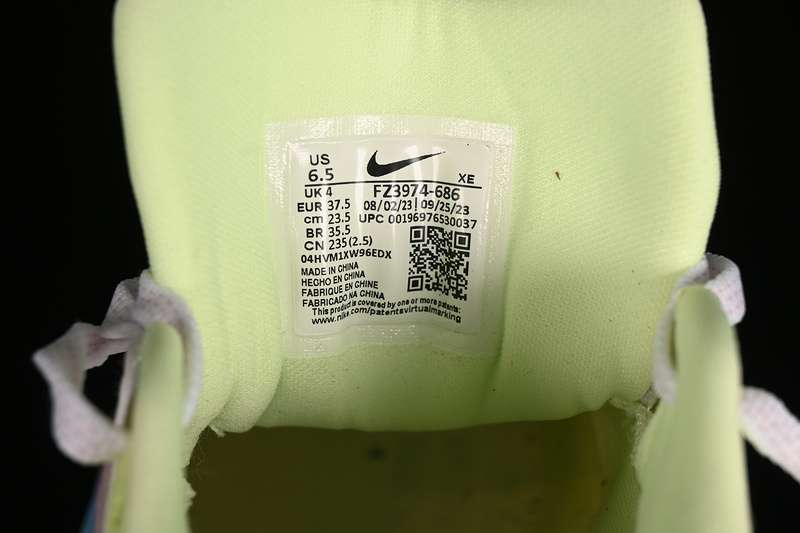 US
6.5 XE
UK 4 FZ3974-686
EUR 37.5 08/02/23 | 09/25/23
cm 23.5 UPC 00196976530037
BR 35.5
CN 235(2.5)
04HVM1XW96EDX
MADE IN CHINA
HECHO EN CHINA
FABRIQUE EN CHINE
FABRICADO NA CHINA
This product is covered by one or more patents:
www.nike.com/patentsvirtualmarking